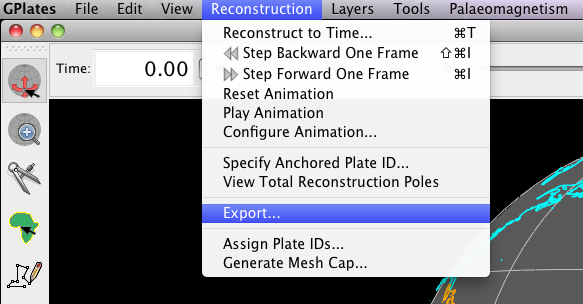 GPlates File Edit View Reconstruction Layers Tools Palaeomagnetism
Time: 0.00
Reconstruct to Time... ⌘T
Step Backward One Frame ⇧⌘I
Step Forward One Frame ⌘I
Reset Animation
Play Animation
Configure Animation...
Specify Anchored Plate ID...
View Total Reconstruction Poles
Export...
Assign Plate IDs...
Generate Mesh Cap...